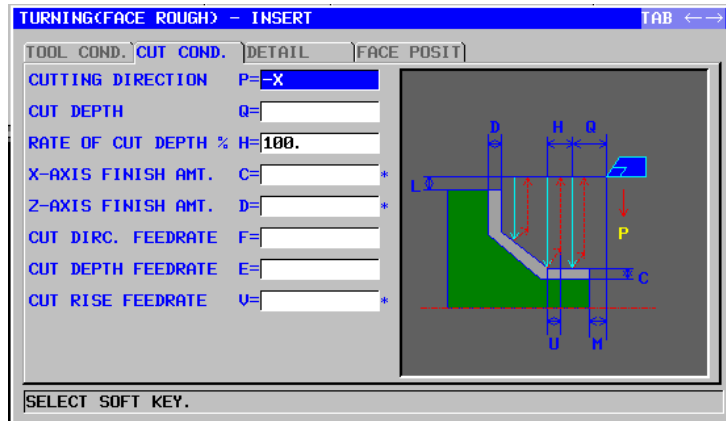 TURNING(FACE ROUGH) - INSERT TAB ←→
TOOL COND. CUT COND. DETAIL FACE POSIT
CUTTING DIRECTION P=-X
CUT DEPTH Q=
RATE OF CUT DEPTH % H=100.
X-AXIS FINISH AMT. C= *
Z-AXIS FINISH AMT. D= *
CUT DIRC. FEEDRATE F=
CUT DEPTH FEEDRATE E=
CUT RISE FEEDRATE V= *
D H Q
L
P
C
U M
SELECT SOFT KEY.